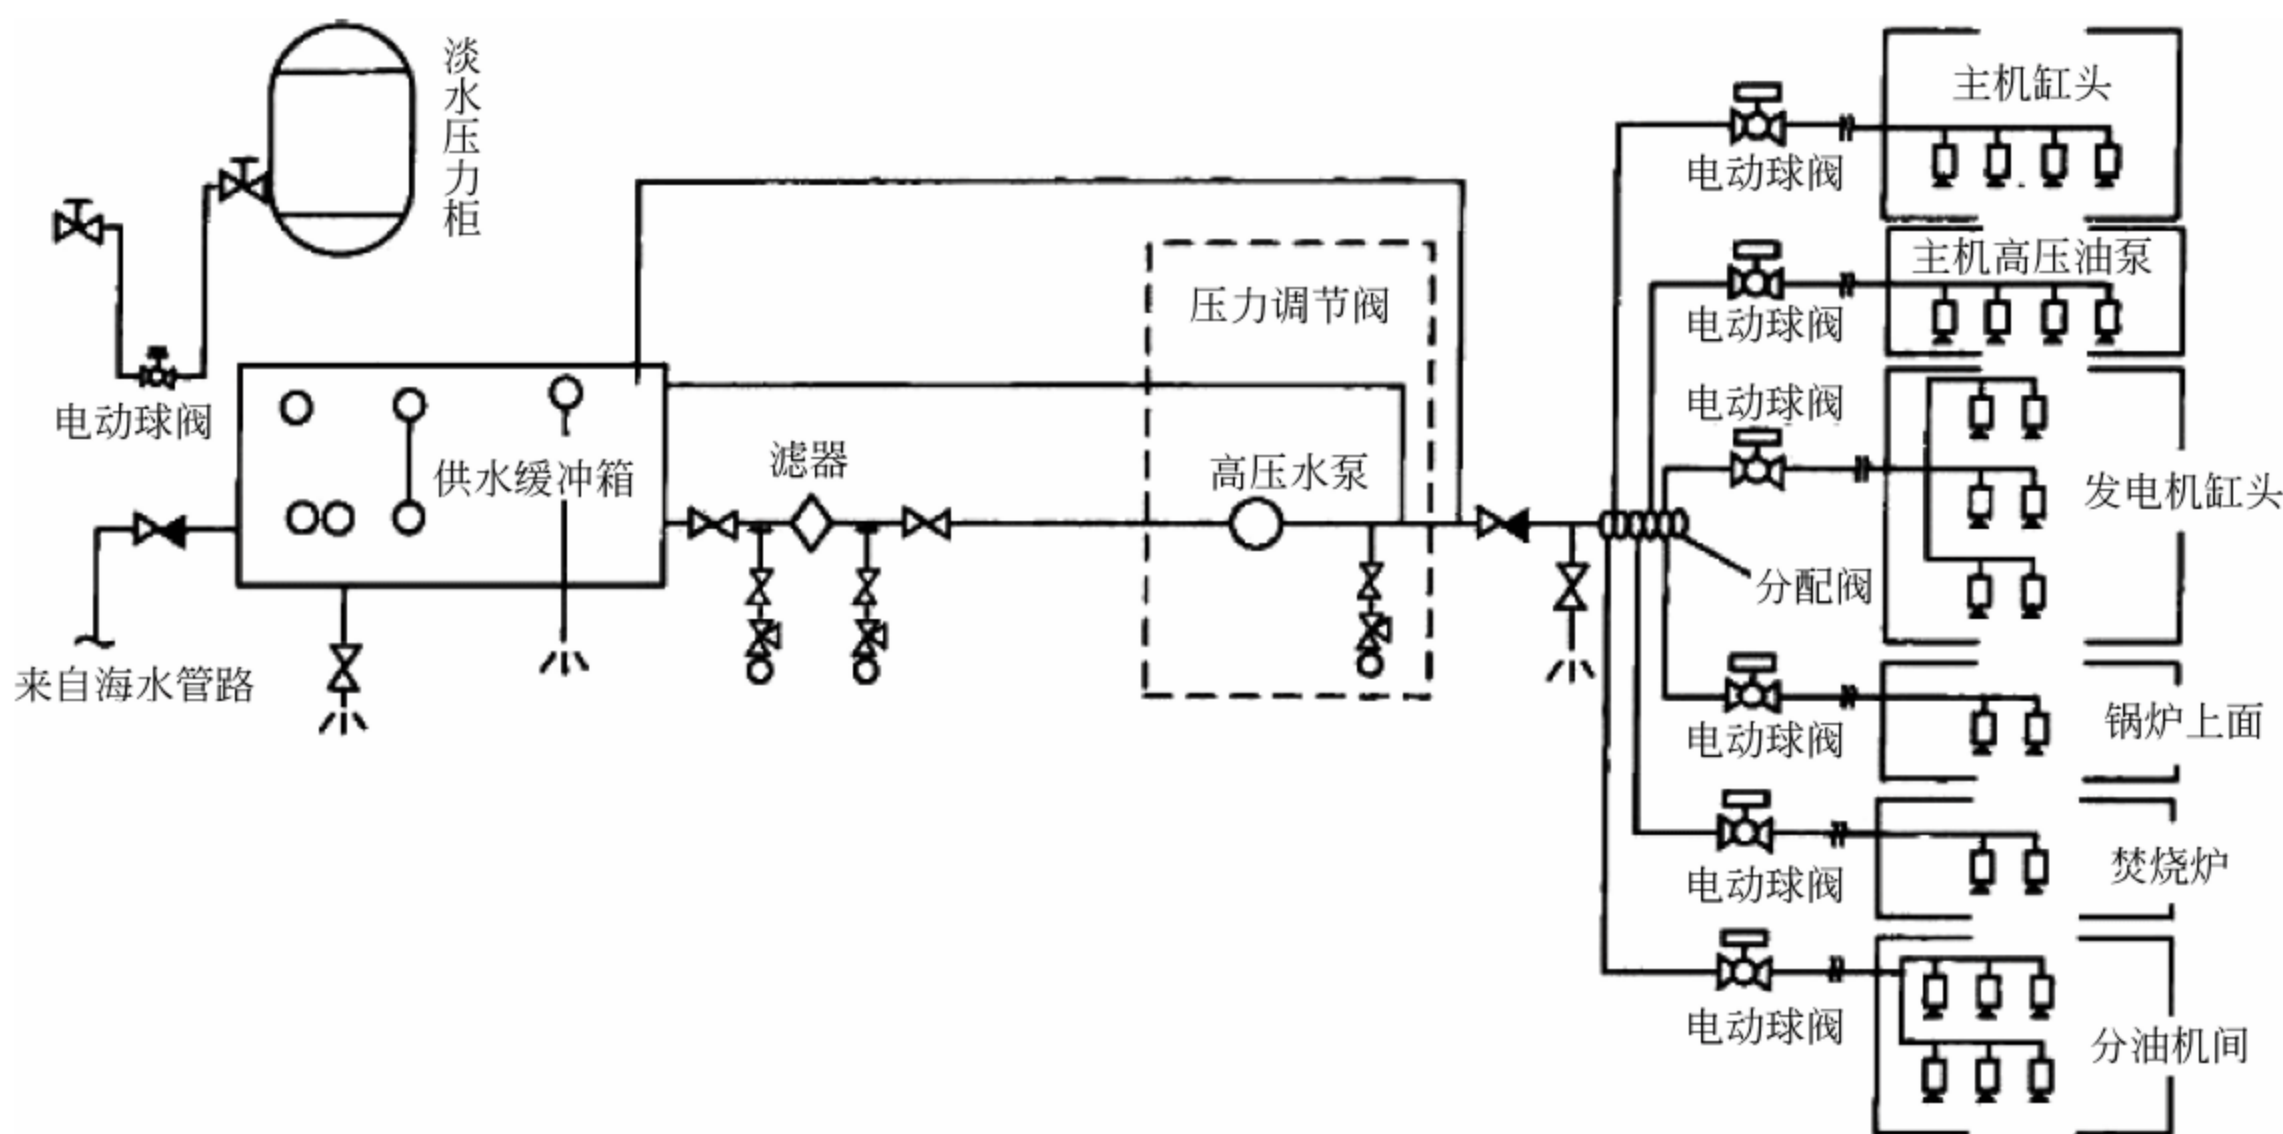 淡水压力柜
主机缸头
电动球阀
主机高压油泵
压力调节阀
电动球阀
电动球阀
电动球阀
滤器
高压水泵
供水缓冲箱
发电机缸头
分配阀
来自海水管路
锅炉上面
电动球阀
焚烧炉
电动球阀
电动球阀
分油机间